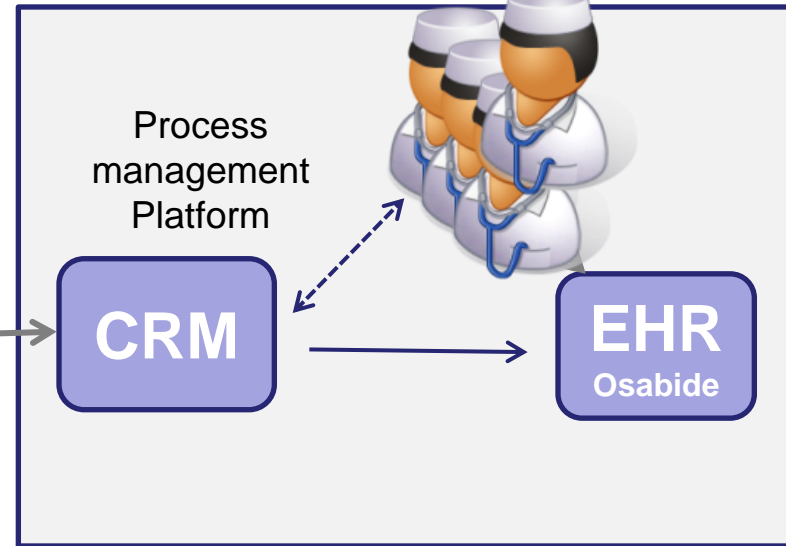 Process
management
Platform
CRM
EHR
Osabide